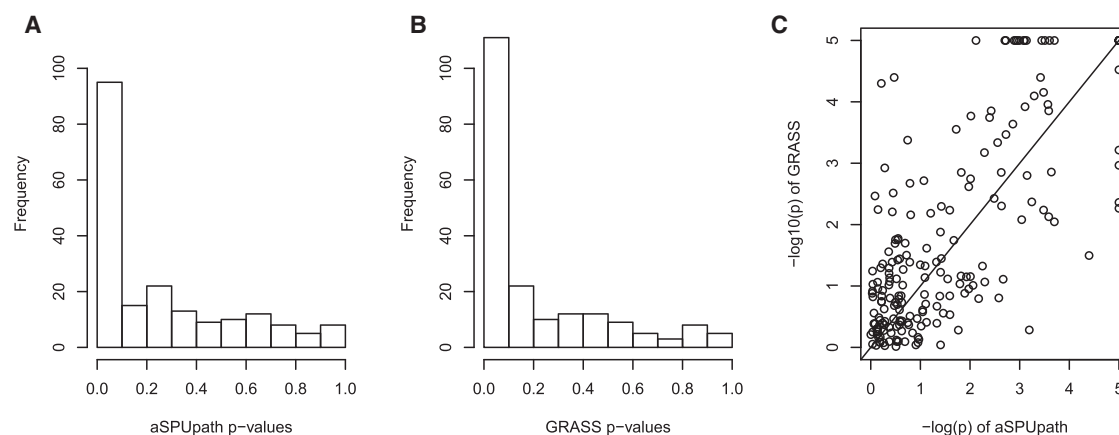 A
Frequency
100
80
60
40
20
0
0.0 0.2 0.4 0.6 0.8 1.0
aSPUpath p−values
B
Frequency
100
80
60
40
20
0
0.0 0.2 0.4 0.6 0.8 1.0
GRASS p−values
C
−log10(p) of GRASS
5
4
3
2
1
0
0 1 2 3 4 5
−log(p) of aSPUpath